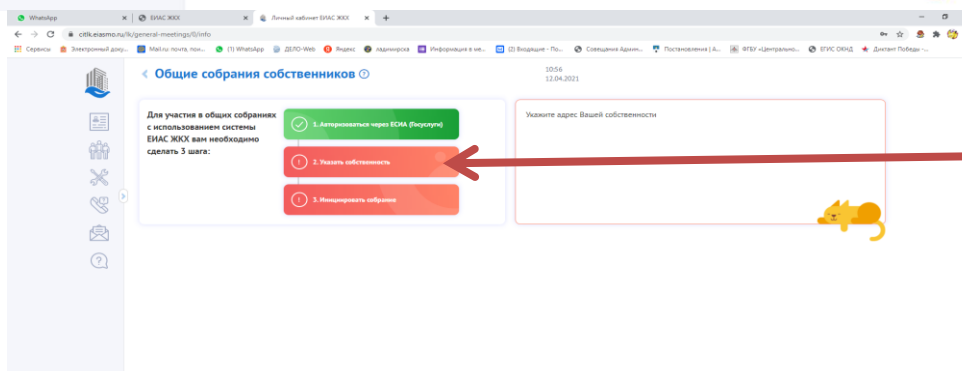 WhatsApp
ЕИАС ЖКХ
Личный кабинет ЕИАС ЖКХ
citlk.eiasmo.ru/lk/general-meetings/0/info
Сервисы
Электронный доку...
Mail.ru: почта, пои...
(1) WhatsApp
ДЕЛО-Web
Яндекс
ладимирска
Информация о ме...
(2) Входящие - По...
Совещания Админ...
Постановления | А...
ФГБУ «Центрально...
ЕГИС ОКНД
Диктант Победы -...
Общие собрания собственников
10:56
12.04.2021
Для участия в общих собраниях
с использованием системы
ЕИАС ЖКХ вам необходимо
сделать 3 шага:
1. Авторизоваться через ЕСИА (Госуслуги)
2. Указать собственность
3. Инициировать собрание
Укажите адрес Вашей собственности